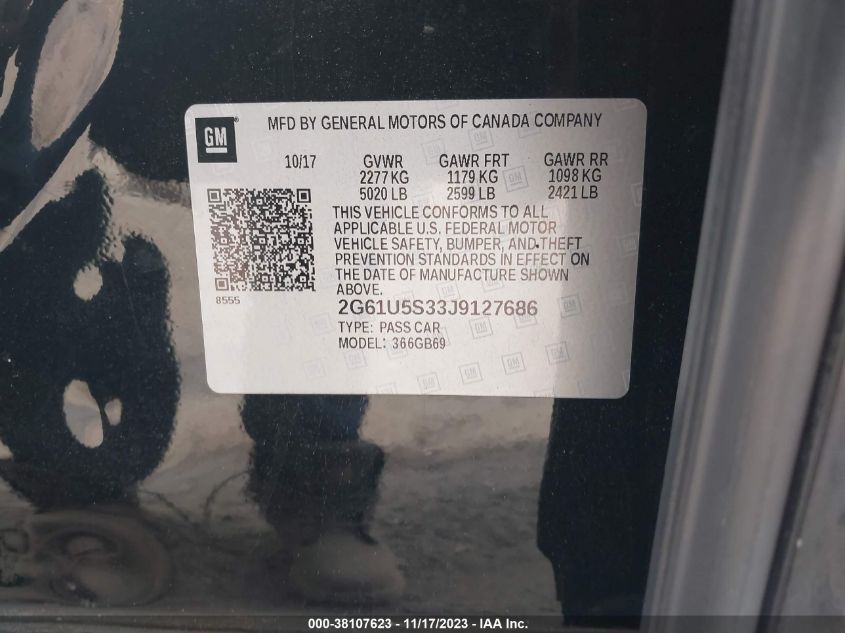 GM
MFD BY GENERAL MOTORS OF CANADA COMPANY
10/17 GVWR GAWR FRT GAWR RR
2277 KG 1179 KG 1098 KG
5020 LB 2599 LB 2421 LB
THIS VEHICLE CONFORMS TO ALL
APPLICABLE U.S. FEDERAL MOTOR
VEHICLE SAFETY, BUMPER, AND THEFT
PREVENTION STANDARDS IN EFFECT ON
THE DATE OF MANUFACTURE SHOWN
ABOVE.
8555
2G61U5S33J9127686
TYPE: PASS CAR
MODEL: 366GB69
000-38107623 - 11/17/2023 - IAA Inc.